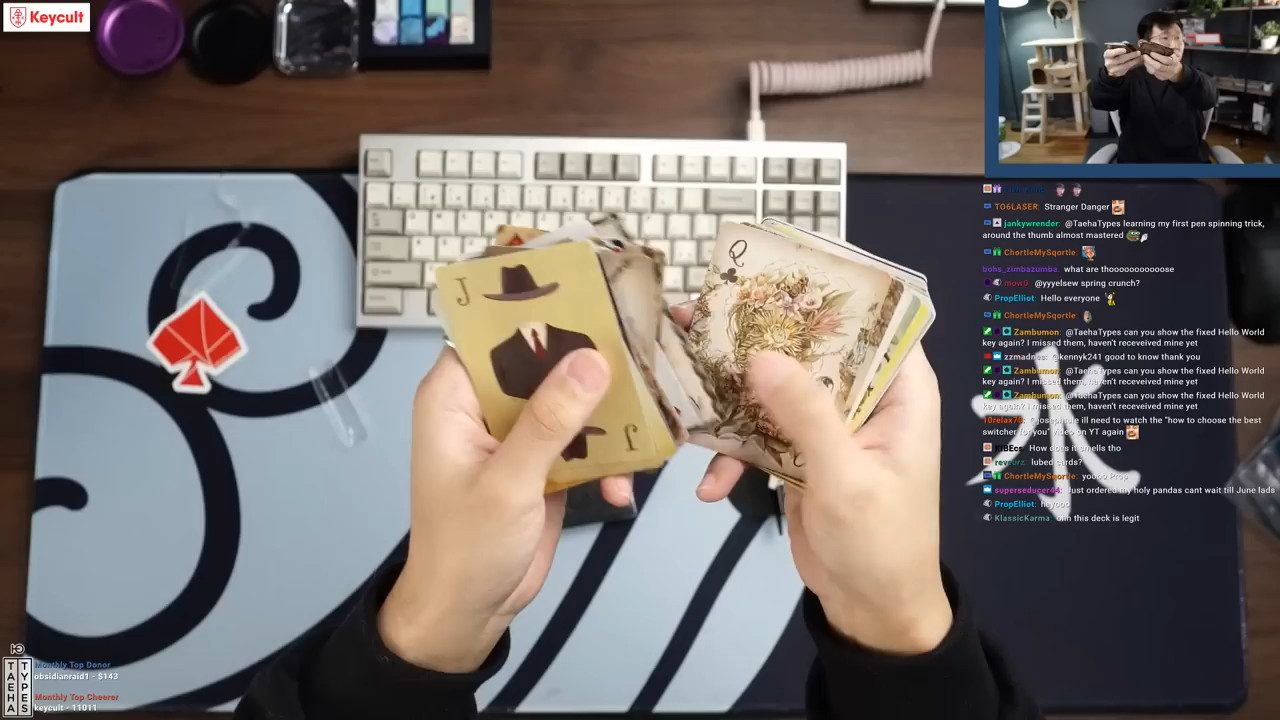 Keycult
J
J
Q
TO6LASER: Stranger Danger
jankywrender: @TaehaTypes learning my first pen spinning trick,
around the thumb almost mastered
ChortleMySqortle:
bohs_zimbazumba: what are thooooooooooose
@yyyelsew spring crunch?
PropElliot: Hello everyone
ChortleMySqortle:
Zambumon: @TaehaTypes can you show the fixed Hello World
key again? I missed them, haven't receveived mine yet
zzmadness: @kennyk241 good to know thank you
Zambumon: @TaehaTypes can you show the fixed Hello World
key again? I missed them, haven't receveived mine yet
Zambumon: @TaehaTypes can you show the fixed Hello World
key again? I missed them, haven't receveived mine yet
ill need to watch the "how to choose the best
switches for you" video on YT again
How does it smells tho
lubed cards?
ChortleMySqortle: yoooo Prop
Just ordered my holy pandas cant wait till June lads
PropElliot: heyooo
KlassicKarma: ohh this deck is legit
TAEHA
TYPES
Monthly Top Donor
obsidianraid1 - $143
Monthly Top Cheerer
keycult - 11011